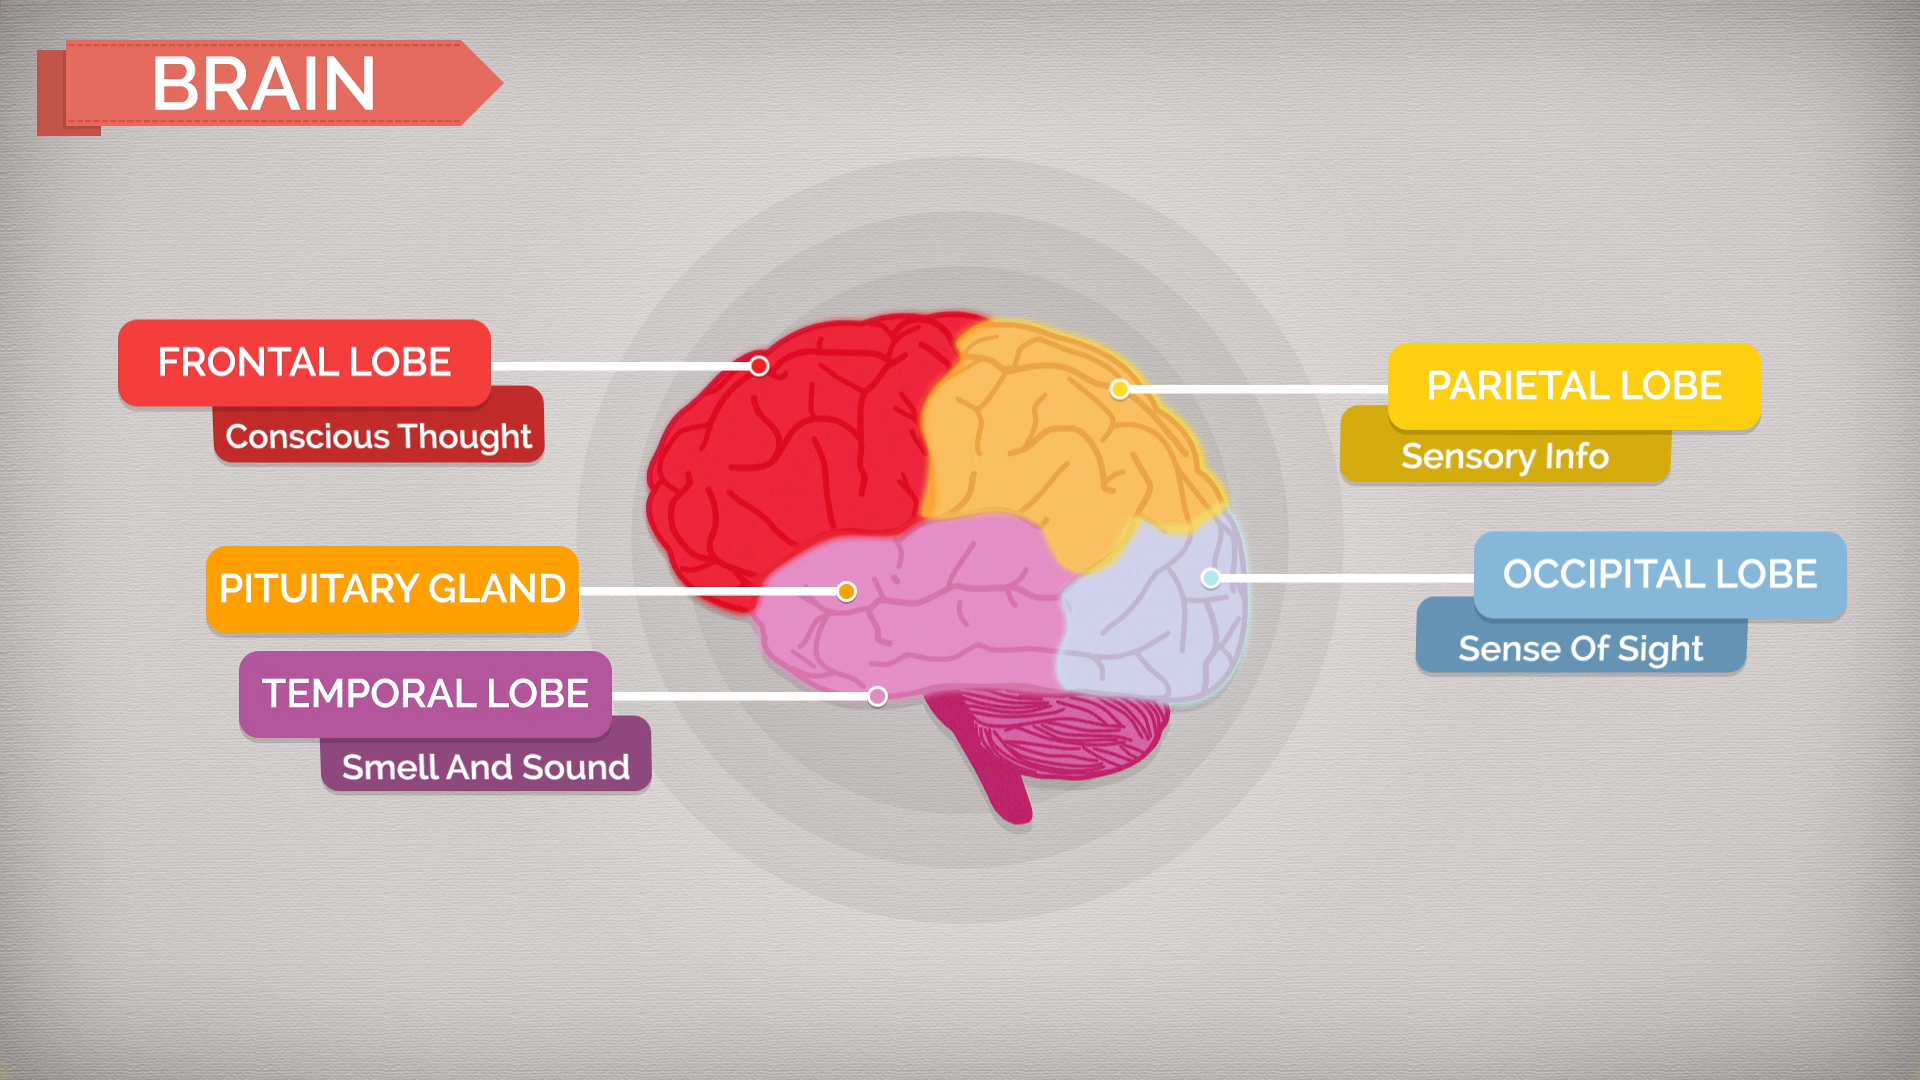 BRAIN
FRONTAL LOBE
Conscious Thought
PITUITARY GLAND
TEMPORAL LOBE
Smell And Sound
PARIETAL LOBE
Sensory Info
OCCIPITAL LOBE
Sense Of Sight